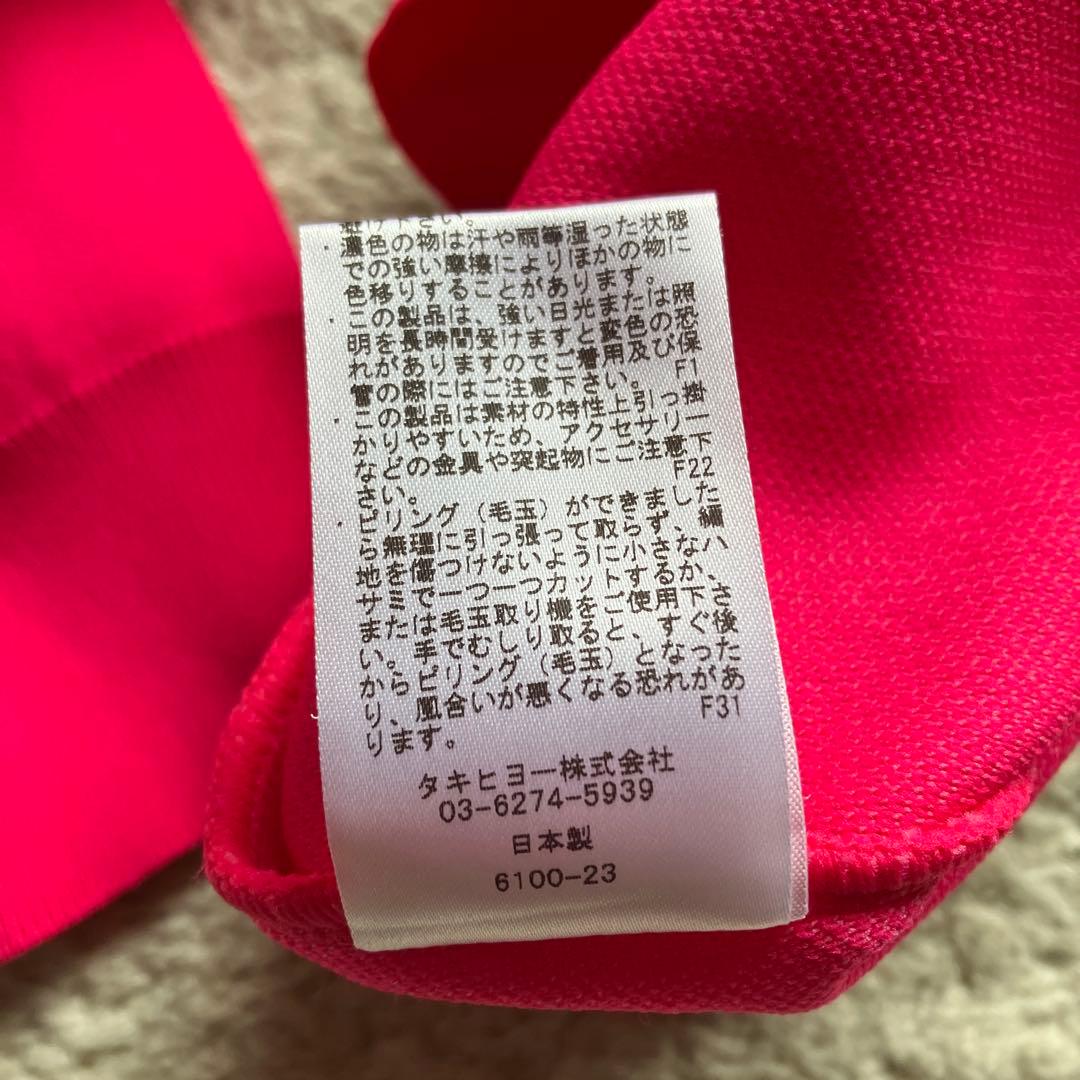 け下さい。
・濃色の物は汗や雨等湿った状態
での強い摩擦により、ほかの物に
色移りすることがあります。
・この製品は、強い日光または照
明を長時間受けますと変色の恐
れがありますのでご着用及び保
管の際にはご注意下さい。 F1
・この製品は素材の特性上引っ掛
かりやすいため、アクセサリー
などの金具や突起物にご注意下
さい。 F22
・ピリング(毛玉)ができました
ら無理に引っ張って取らず、編
地を傷つけないように小さなハ
サミで一つ一つカットするか、
または毛玉取り機をご使用下さ
い。手でむしり取ると、すぐ後
からピリング(毛玉)となった
り、風合いが悪くなる恐れがあ
ります。 F31
タキヒヨー株式会社
03-6274-5939
日本製
6100-23